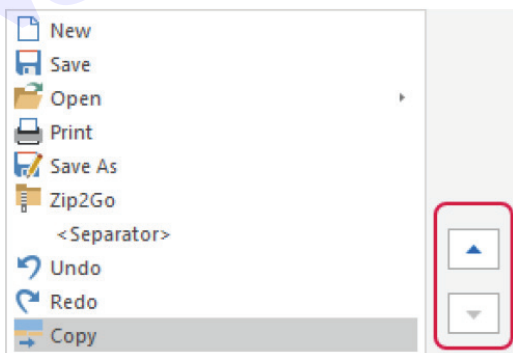 New
Save
Open
Print
Save As
Zip2Go
<Separator>
Undo
Redo
Copy